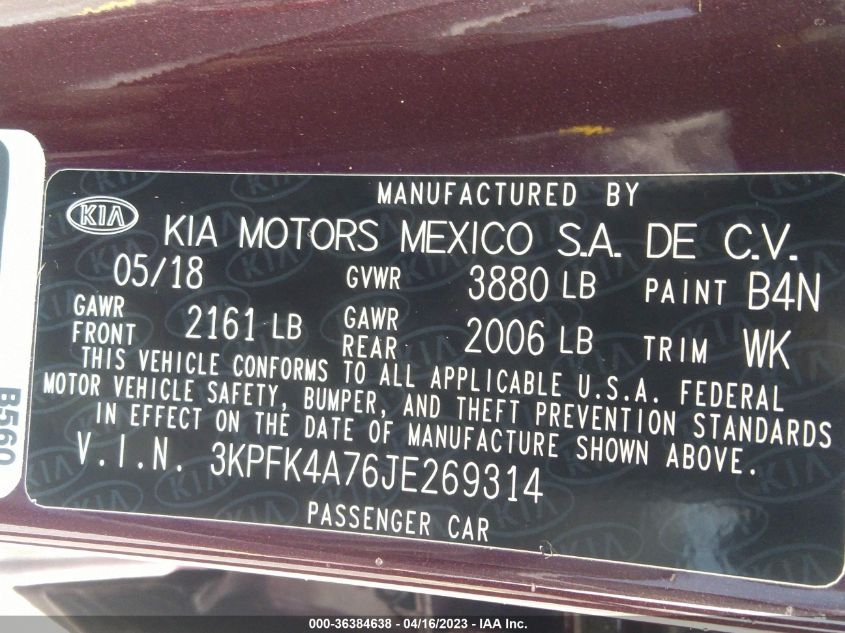 MANUFACTURED BY
KIA
KIA MOTORS MEXICO S.A. DE C.V.
05/18 GVWR 3880 LB PAINT B4N
GAWR FRONT 2161 LB GAWR REAR 2006 LB TRIM WK
THIS VEHICLE CONFORMS TO ALL APPLICABLE U.S.A. FEDERAL
MOTOR VEHICLE SAFETY, BUMPER, AND THEFT PREVENTION STANDARDS
IN EFFECT ON THE DATE OF MANUFACTURE SHOWN ABOVE.
V.I.N. 3KPFK4A76JE269314
PASSENGER CAR
B560
000-36384638 - 04/16/2023 - IAA Inc.